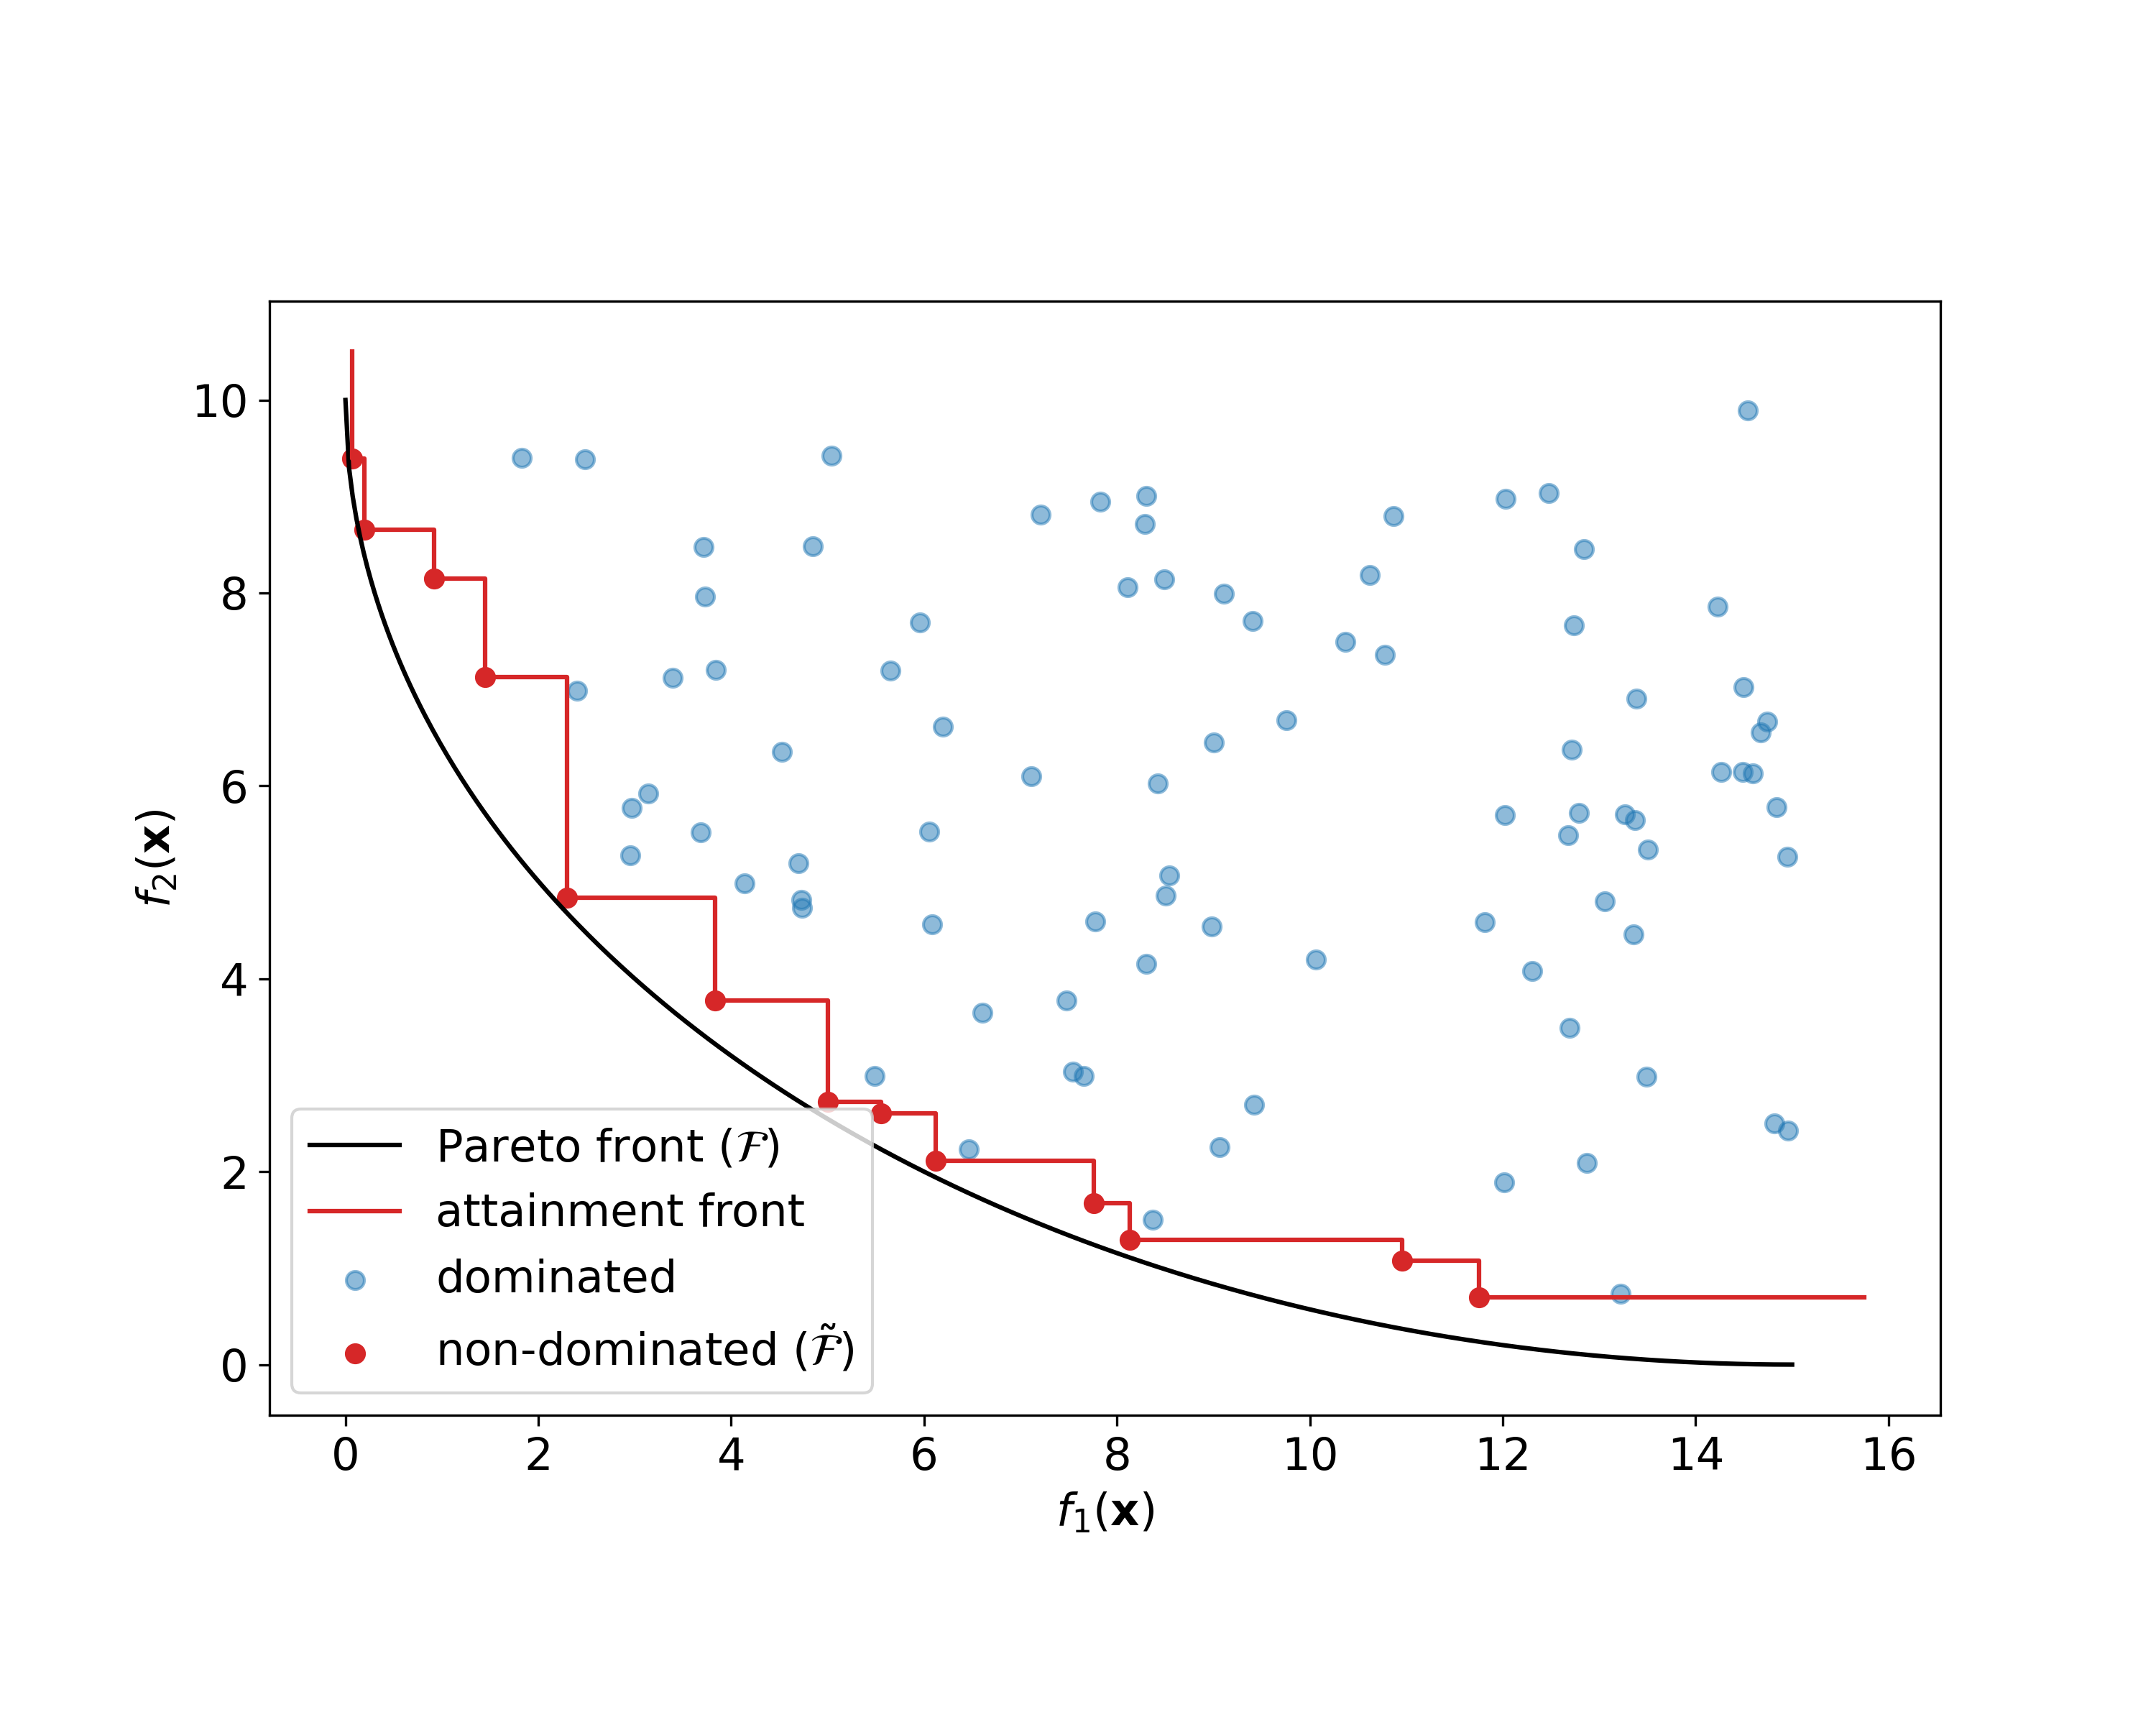 10
8
6
4
2
0
f₂(x)
Pareto front (ℱ)
attainment front
dominated
non-dominated (ℱ̃)
0 2 4 6 8 10 12 14 16
f₁(x)